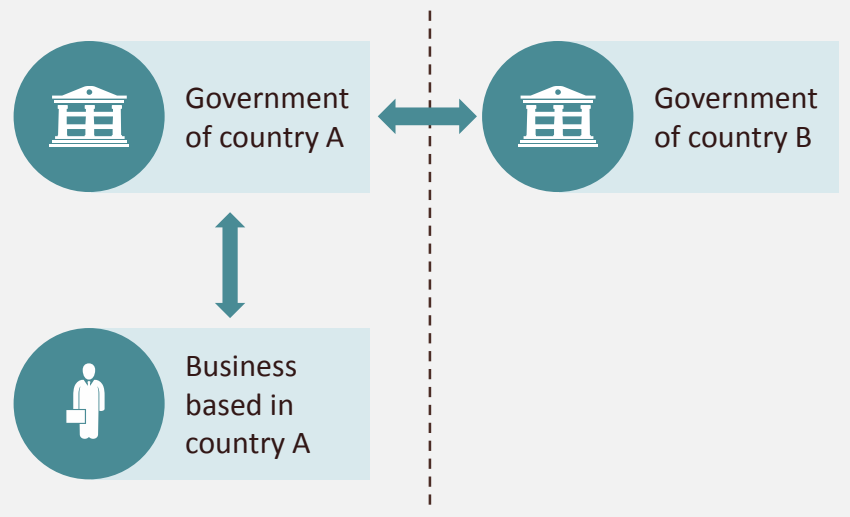 Government
of country A
Government
of country B
Business
based in
country A